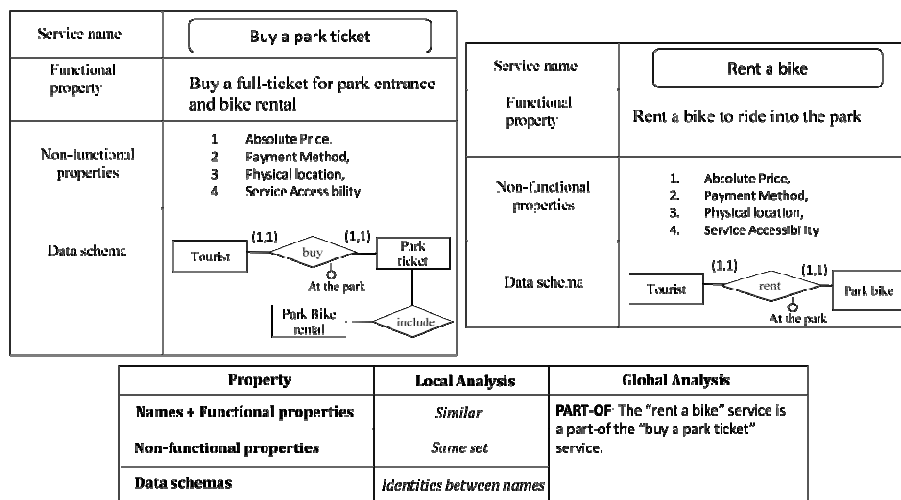 Service name
Buy a park ticket
Functional
property
Buy a full-ticket for park entrance
and bike rental
Non-functional
properties
1 Absolute Price.
2 Payment Method,
3 Physical location,
4 Service Accessibility
Data schema
Tourist
(1,1)
buy
(1,1)
Park
ticket
At the park
Park Bike
rental
include
Service name
Rent a bike
Functional
property
Rent a bike to ride into the park
Non-functional
properties
1. Absolute Price,
2. Payment Method,
3. Physical location,
4. Service Accessibility
Data schema
Tourist
(1,1)
rent
(1,1)
Park bike
At the park
Property Local Analysis Global Analysis
Names + Functional properties Similar PART-OF: The “rent a bike” service is
a part-of the “buy a park ticket”
service.
Non-functional properties Same set
Data schemas Identities between names